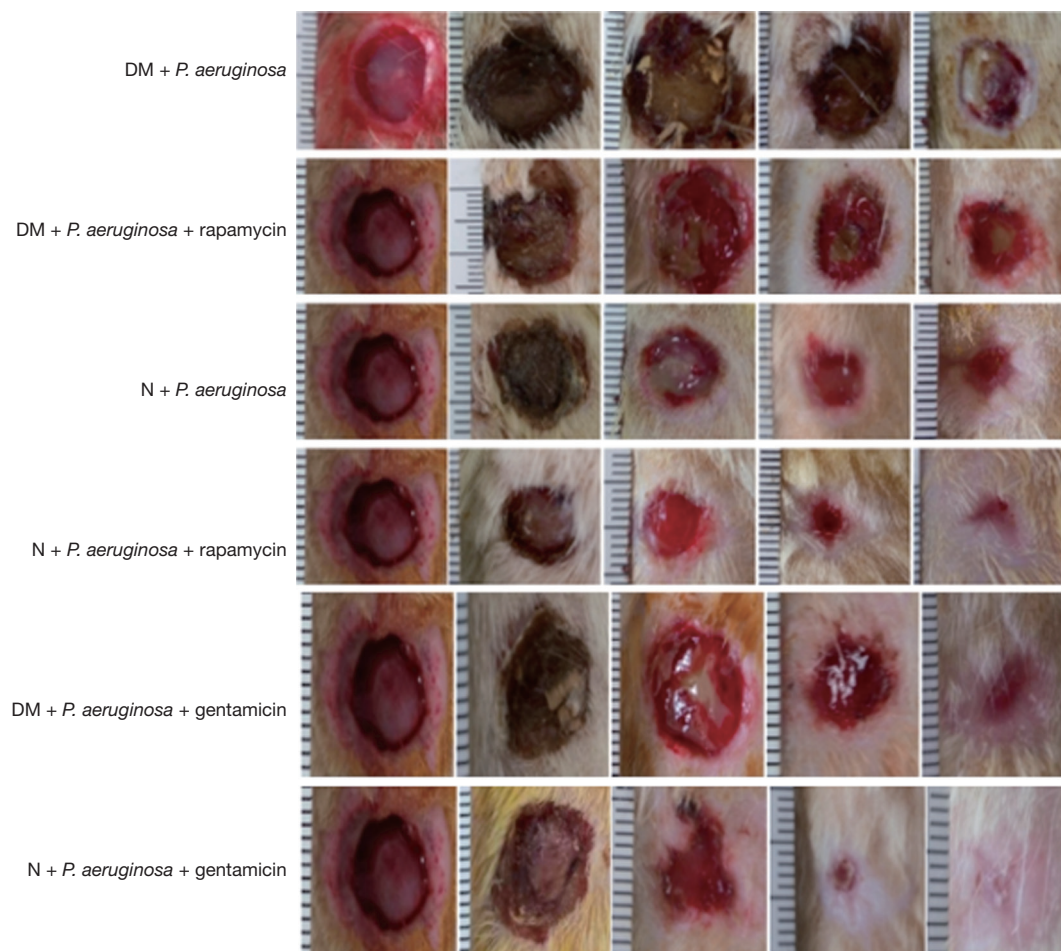 DM + P. aeruginosa
DM + P. aeruginosa + rapamycin
N + P. aeruginosa
N + P. aeruginosa + rapamycin
DM + P. aeruginosa + gentamicin
N + P. aeruginosa + gentamicin